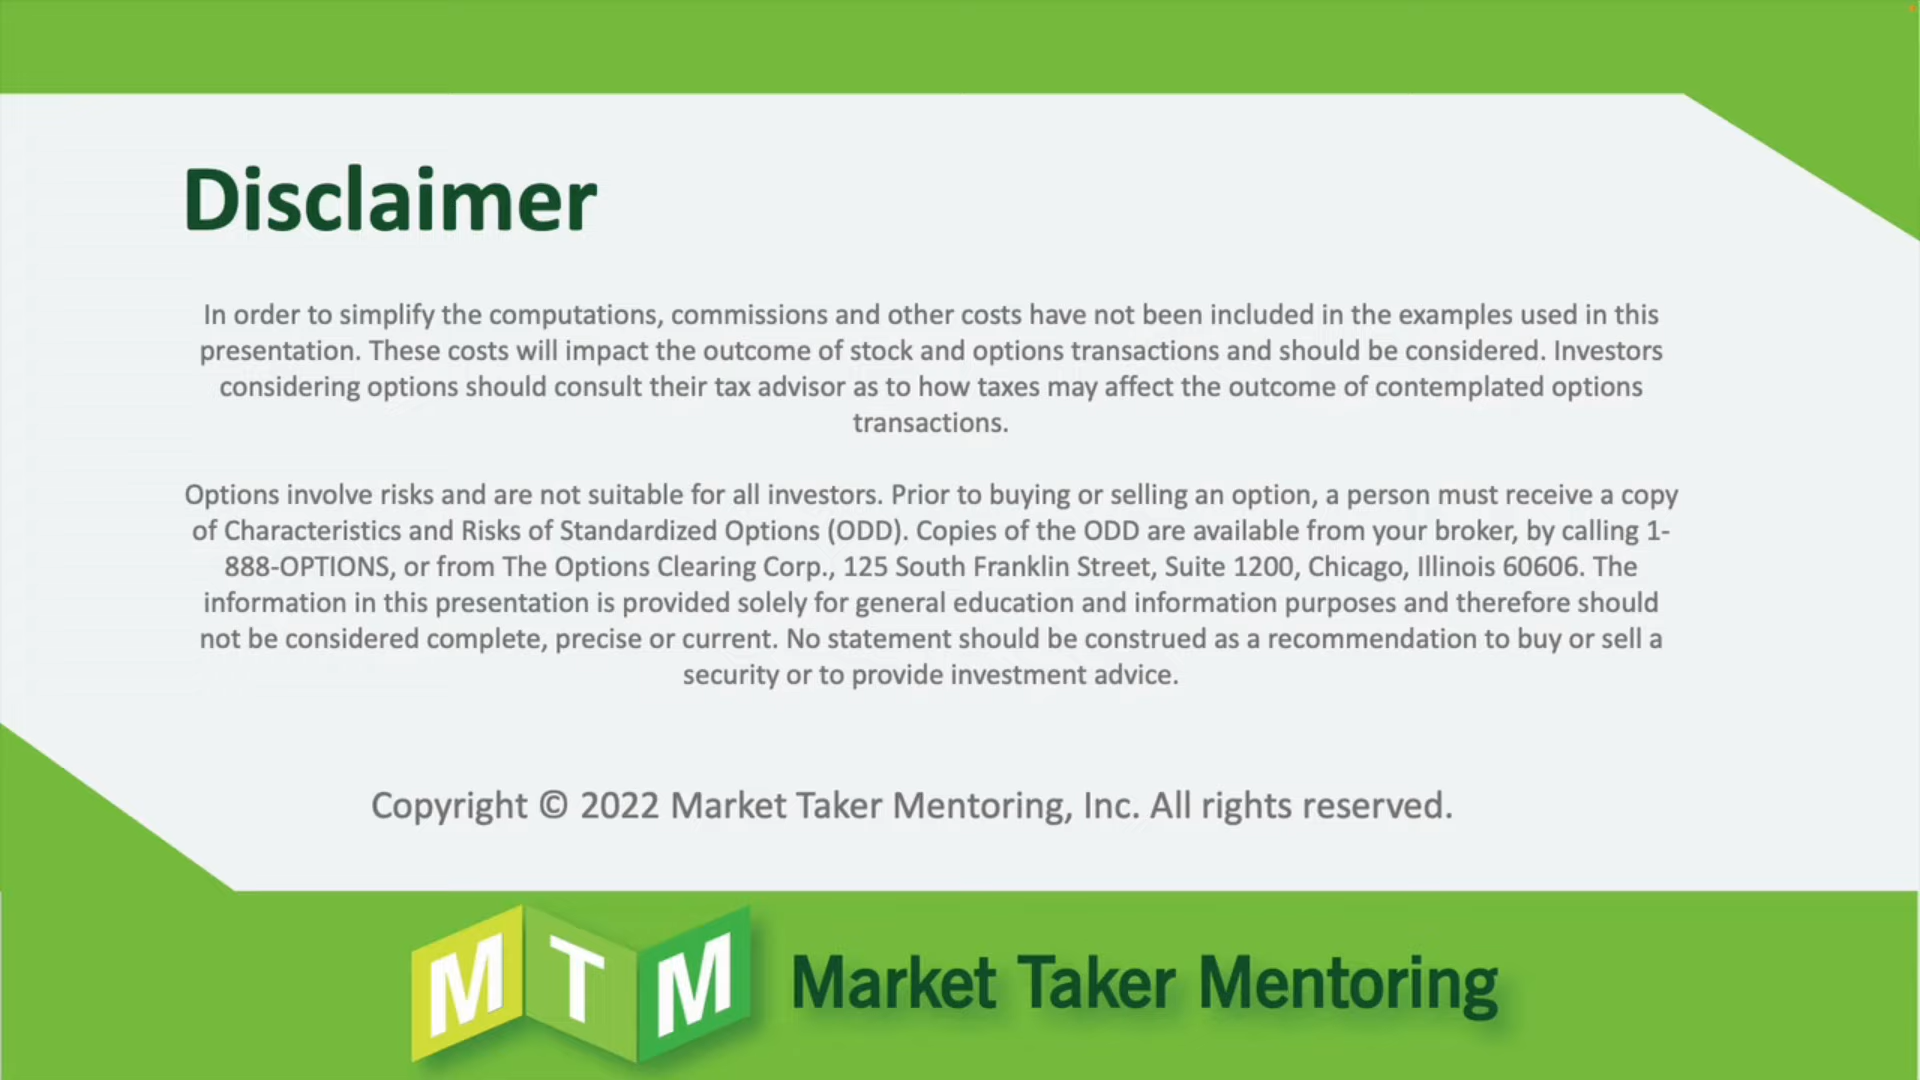 Disclaimer
In order to simplify the computations, commissions and other costs have not been included in the examples used in this
presentation. These costs will impact the outcome of stock and options transactions and should be considered. Investors
considering options should consult their tax advisor as to how taxes may affect the outcome of contemplated options
transactions.
Options involve risks and are not suitable for all investors. Prior to buying or selling an option, a person must receive a copy
of Characteristics and Risks of Standardized Options (ODD). Copies of the ODD are available from your broker, by calling 1-
888-OPTIONS, or from The Options Clearing Corp., 125 South Franklin Street, Suite 1200, Chicago, Illinois 60606. The
information in this presentation is provided solely for general education and information purposes and therefore should
not be considered complete, precise or current. No statement should be construed as a recommendation to buy or sell a
security or to provide investment advice.
Copyright © 2022 Market Taker Mentoring, Inc. All rights reserved.
MTM Market Taker Mentoring